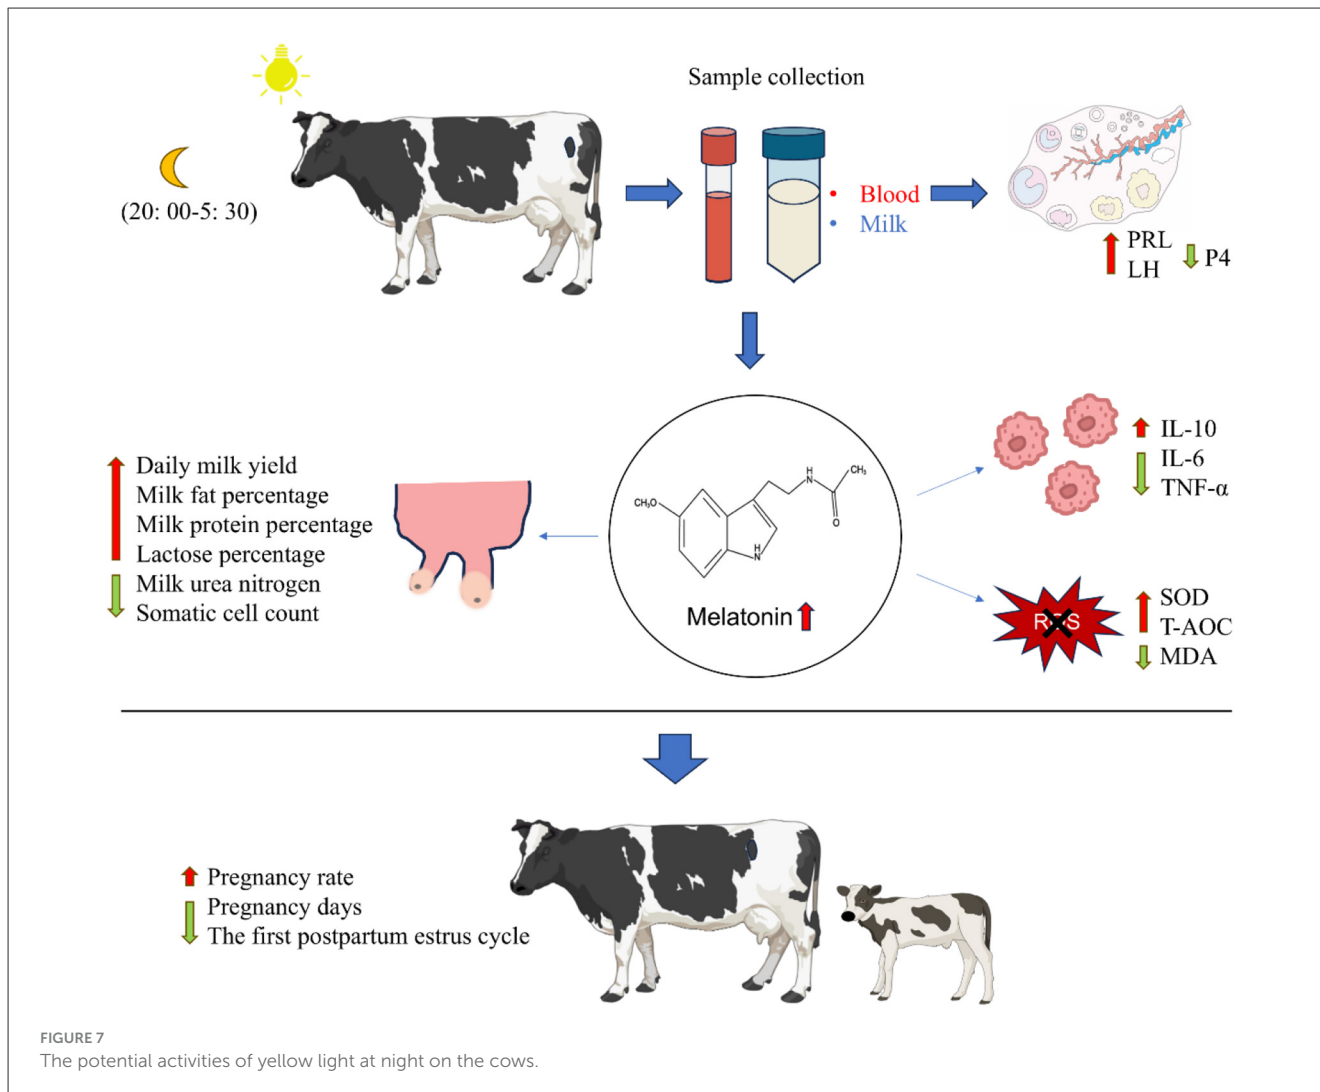 Sample collection
(20: 00-5: 30)
• Blood
• Milk
PRL
LH
P4
Daily milk yield
Milk fat percentage
Milk protein percentage
Lactose percentage
Milk urea nitrogen
Somatic cell count
CH₃O
H
N
O
CH₃
N
H
Melatonin
IL-10
IL-6
TNF-α
ROS
SOD
T-AOC
MDA
Pregnancy rate
Pregnancy days
The first postpartum estrus cycle
FIGURE 7
The potential activities of yellow light at night on the cows.